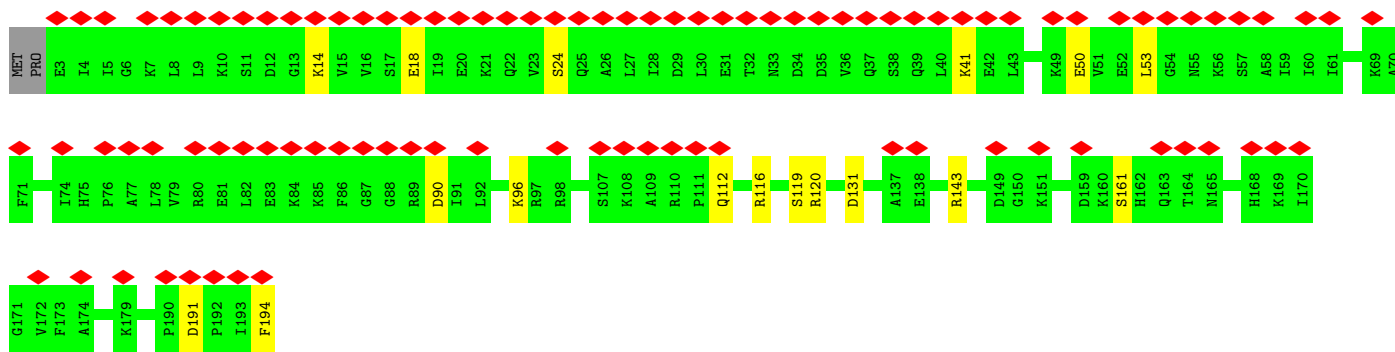 MET PRO E3 I4 I5 G6 K7 L8 L9 K10 S11 D12 G13 K14 V15 V16 S17 E18 I19 E20 K21 Q22 V23 S24 Q25 A26 L27 I28 D29 L30 E31 T32 N33 D34 D35 V36 Q37 S38 Q39 L40 K41 E42 L43 K49 E50 V51 E52 L53 G54 N55 K56 S57 A58 I59 I60 I61 K69 A70
F71 I74 H75 P76 A77 L78 V79 R80 E81 L82 E83 K84 K85 F86 G87 G88 R89 D90 I91 L92 K96 R97 R98 S107 K108 A109 R110 P111 Q112 R116 S119 R120 D131 A137 E138 R143 D149 G150 K151 D159 K160 S161 H162 Q163 T164 N165 H168 K169 I170
G171 V172 F173 A174 K179 P190 D191 P192 I193 F194